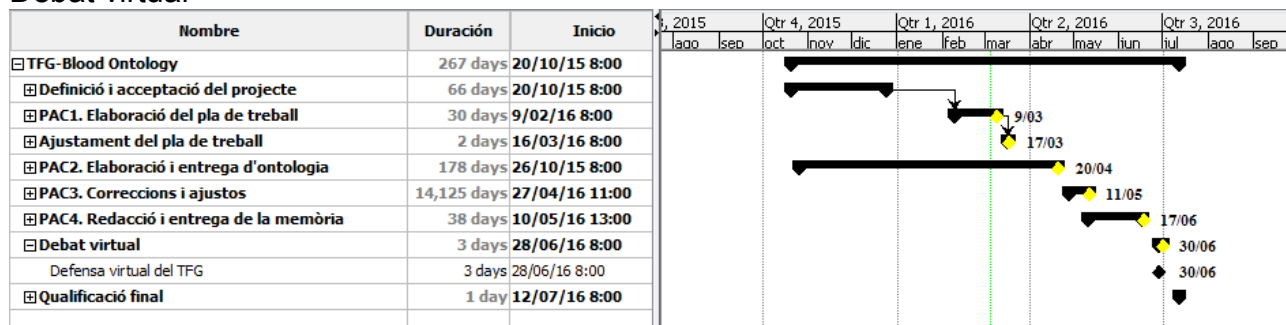 Debat virtual
Nombre Duración Inicio , 2015 Qtr 4, 2015 Qtr 1, 2016 Qtr 2, 2016 Qtr 3, 2016
ago sep oct nov dic ene feb mar abr may jun jul ago sep
TFG-Blood Ontology 267 days 20/10/15 8:00
Definició i acceptació del projecte 66 days 20/10/15 8:00
PAC1. Elaboració del pla de treball 30 days 9/02/16 8:00 9/03
Ajustament del pla de treball 2 days 16/03/16 8:00 17/03
PAC2. Elaboració i entrega d'ontologia 178 days 26/10/15 8:00 20/04
PAC3. Correccions i ajustos 14,125 days 27/04/16 11:00 11/05
PAC4. Redacció i entrega de la memòria 38 days 10/05/16 13:00 17/06
Debat virtual 3 days 28/06/16 8:00 30/06
Defensa virtual del TFG 3 days 28/06/16 8:00 30/06
Qualificació final 1 day 12/07/16 8:00